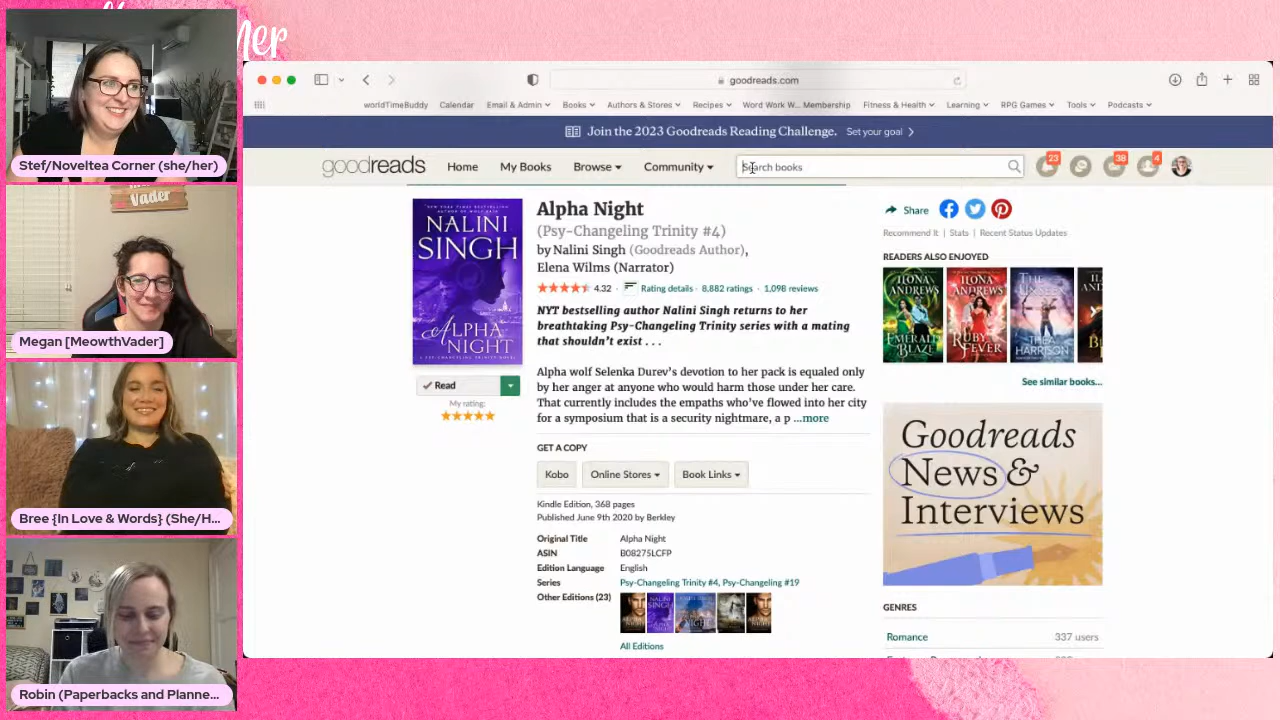 Mer
Stef/Noveltea Corner (she/her)
Vader
Megan [MeowthVader]
Bree {In Love & Words} (She/H...
Robin (Paperbacks and Planne...
goodreads.com
worldTimeBuddy Calendar Email & Admin Books Authors & Stores Recipes Word Work W... Membership Fitness & Health Learning RPG Games Tools Podcasts
Join the 2023 Goodreads Reading Challenge. Set your goal
goodreads Home My Books Browse Community Search books 23 38 4
NALINI
SINGH
ALPHA
NIGHT
A PSY-CHANGELING TRINITY NOVEL
Read
My rating:
Alpha Night
(Psy-Changeling Trinity #4)
by Nalini Singh (Goodreads Author),
Elena Wilms (Narrator)
4.32 · Rating details · 8,882 ratings · 1,098 reviews
NYT bestselling author Nalini Singh returns to her
breathtaking Psy-Changeling Trinity series with a mating
that shouldn't exist . . .
Alpha wolf Selenka Durev's devotion to her pack is equaled only
by her anger at anyone who would harm those under her care.
That currently includes the empaths who've flowed into her city
for a symposium that is a security nightmare, a p ...more
GET A COPY
Kobo Online Stores Book Links
Kindle Edition, 368 pages
Published June 9th 2020 by Berkley
Original Title Alpha Night
ASIN B08275LCFP
Edition Language English
Series Psy-Changeling Trinity #4, Psy-Changeling #19
Other Editions (23)
All Editions
Share
Recommend It | Stats | Recent Status Updates
READERS ALSO ENJOYED
ILONA
ANDREWS
EMERALD
BLAZE
ILONA
ANDREWS
RUBY
FEVER
THE
UNSEEN
THEA
HARRISON
See similar books...
Goodreads
News &
Interviews
GENRES
Romance 337 users